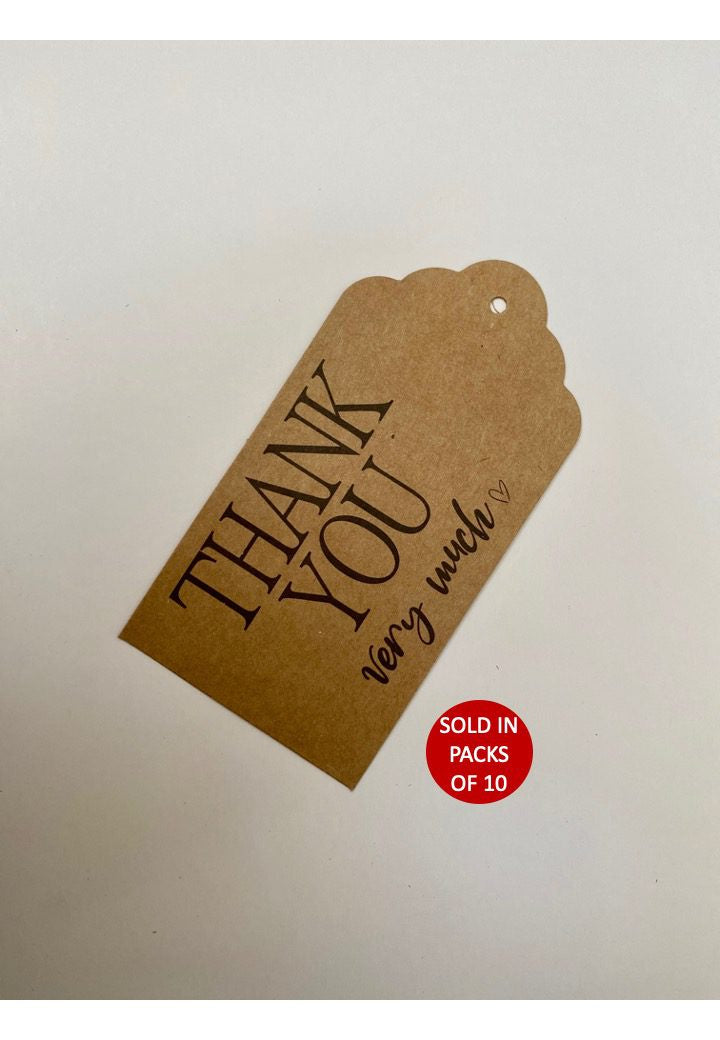 THANK
YOU
very much
SOLD IN
PACKS
OF 10